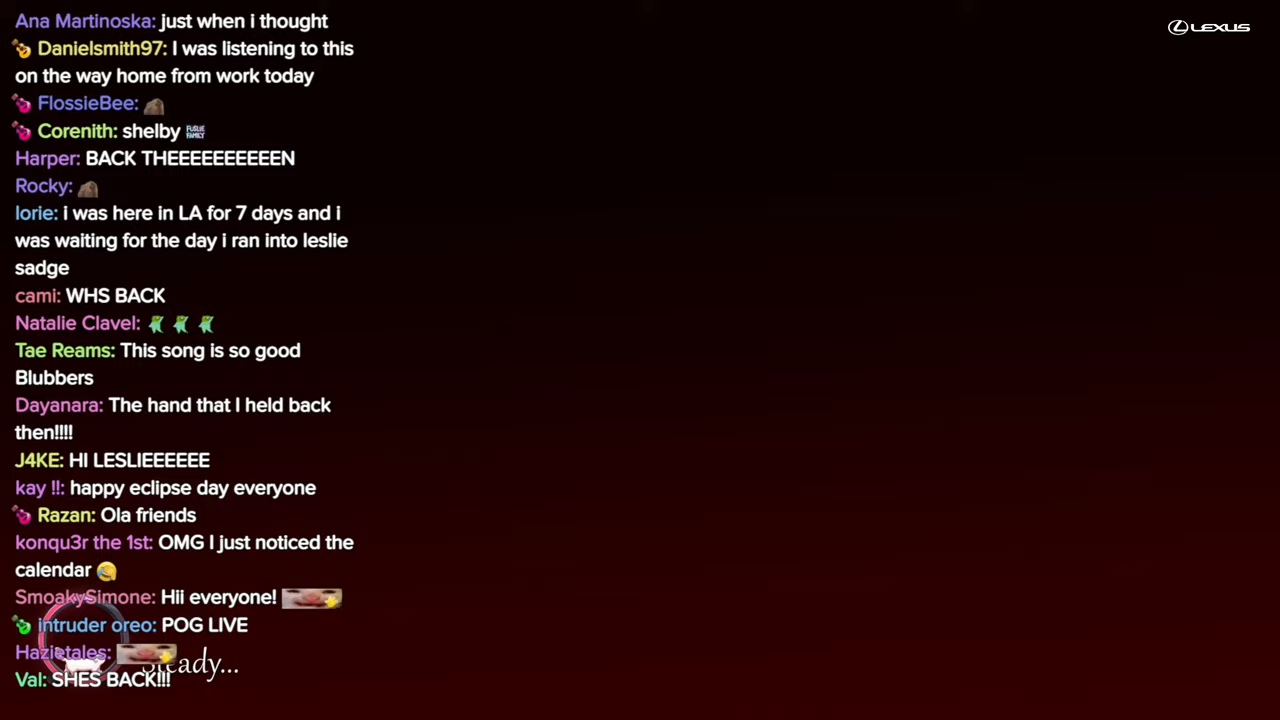 Ana Martinoska: just when i thought
LEXUS
Danielsmith97: I was listening to this
on the way home from work today
FlossieBee:
Corenith: shelby FUSLIE FAMILY
Harper: BACK THEEEEEEEEEEN
Rocky:
lorie: i was here in LA for 7 days and i
was waiting for the day i ran into leslie
sadge
cami: WHS BACK
Natalie Clavel:
Tae Reams: This song is so good
Blubbers
Dayanara: The hand that I held back
then!!!!
J4KE: HI LESLIEEEEEE
kay !!: happy eclipse day everyone
Razan: Ola friends
konqu3r the 1st: OMG I just noticed the
calendar
SmoakySimone: Hii everyone!
intruder oreo: POG LIVE
Hazietales:
Steady...
Val: SHES BACK!!!